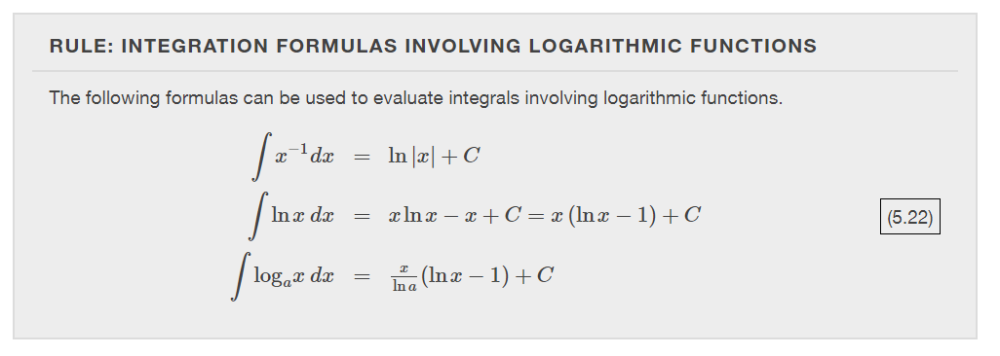 RULE: INTEGRATION FORMULAS INVOLVING LOGARITHMIC FUNCTIONS
The following formulas can be used to evaluate integrals involving logarithmic functions.
∫ x⁻¹ dx = ln |x| + C
∫ ln x dx = x ln x − x + C = x (ln x − 1) + C (5.22)
∫ logₐ x dx = x/ln a (ln x − 1) + C